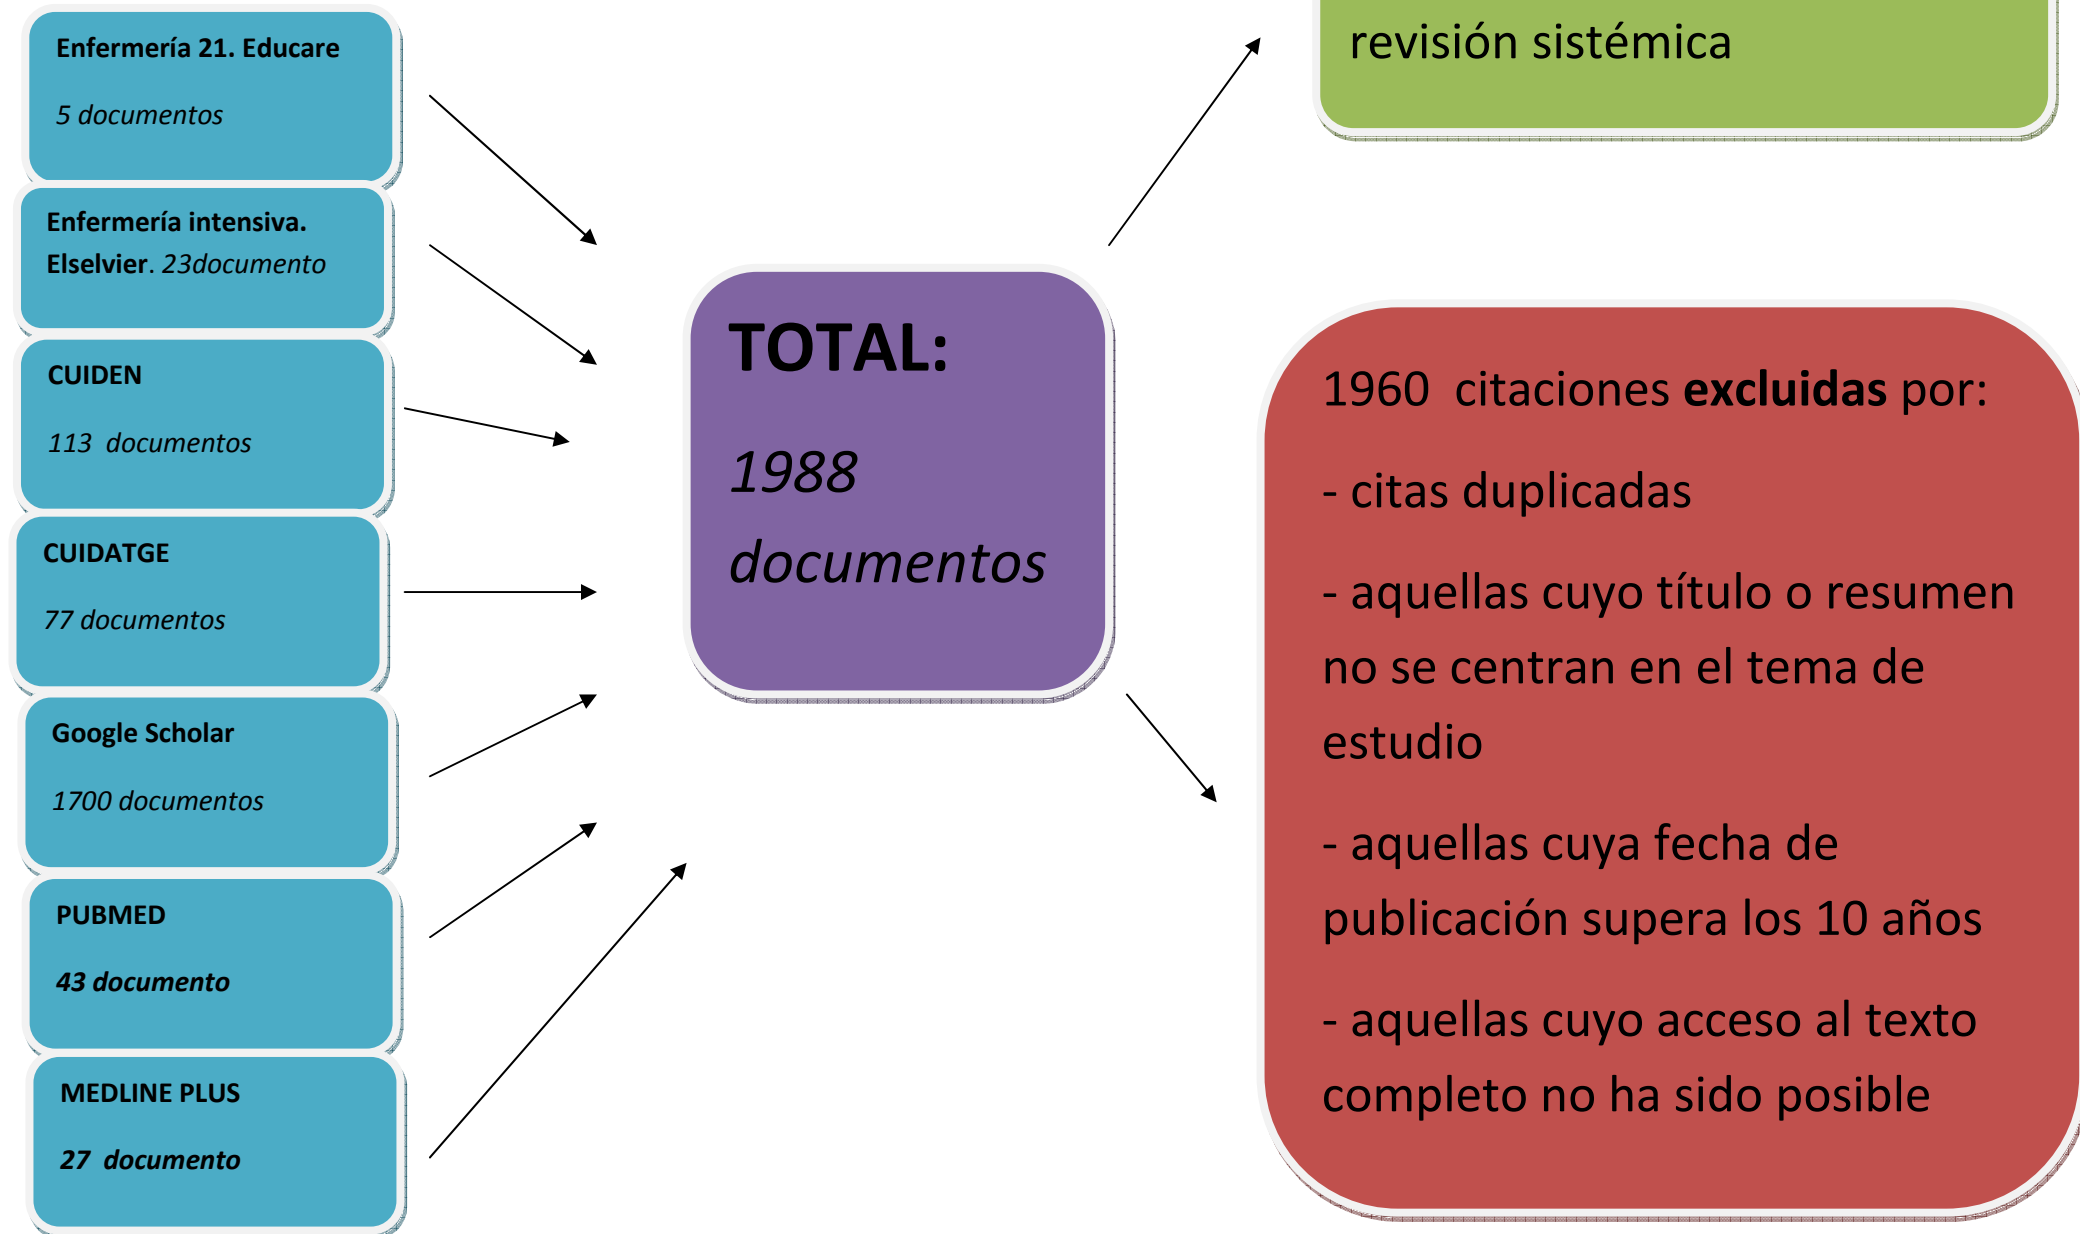 Enfermería 21. Educare
5 documentos
Enfermería intensiva.
Elselvier. 23documento
CUIDEN
113  documentos
CUIDATGE
77 documentos
Google Scholar
1700 documentos
PUBMED
43 documento
MEDLINE PLUS
27  documento
TOTAL:
1988
documentos
revisión sistémica
1960  citaciones excluidas por:
- citas duplicadas
- aquellas cuyo título o resumen
no se centran en el tema de
estudio
- aquellas cuya fecha de
publicación supera los 10 años
- aquellas cuyo acceso al texto
completo no ha sido posible